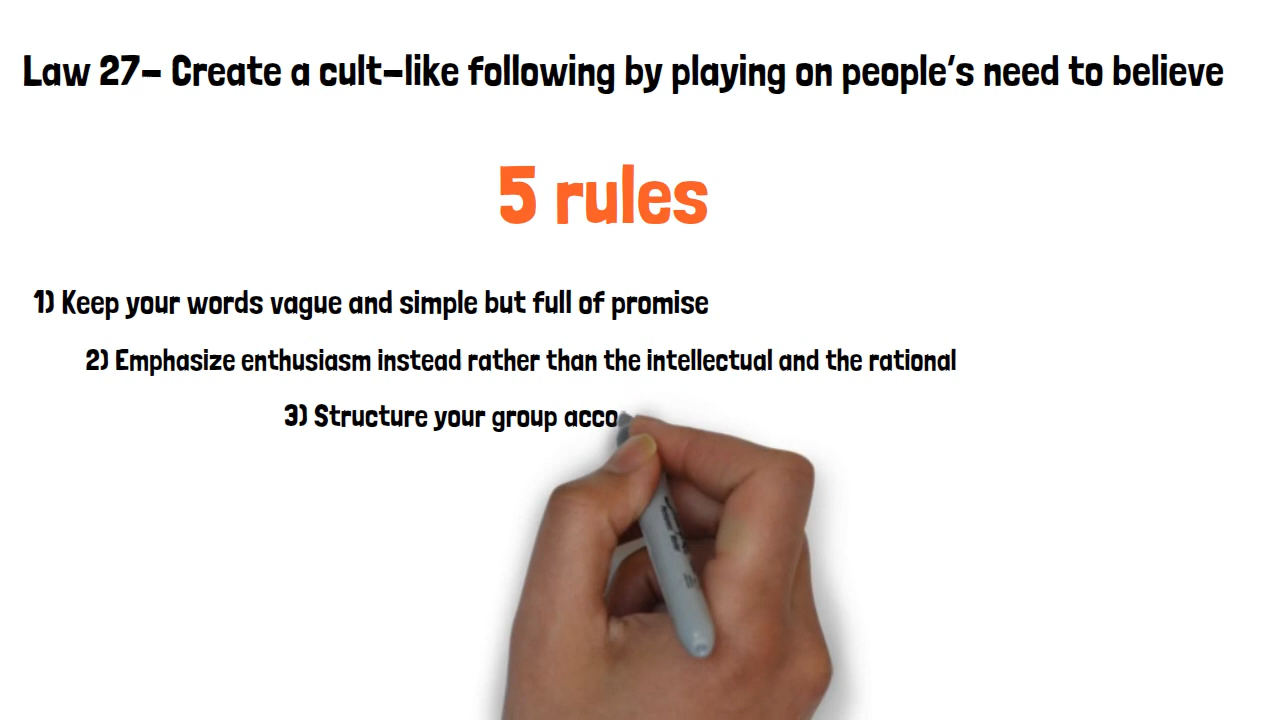 Law 27- Create a cult-like following by playing on people's need to believe
5 rules
1) Keep your words vague and simple but full of promise
2) Emphasize enthusiasm instead rather than the intellectual and the rational
3) Structure your group acco